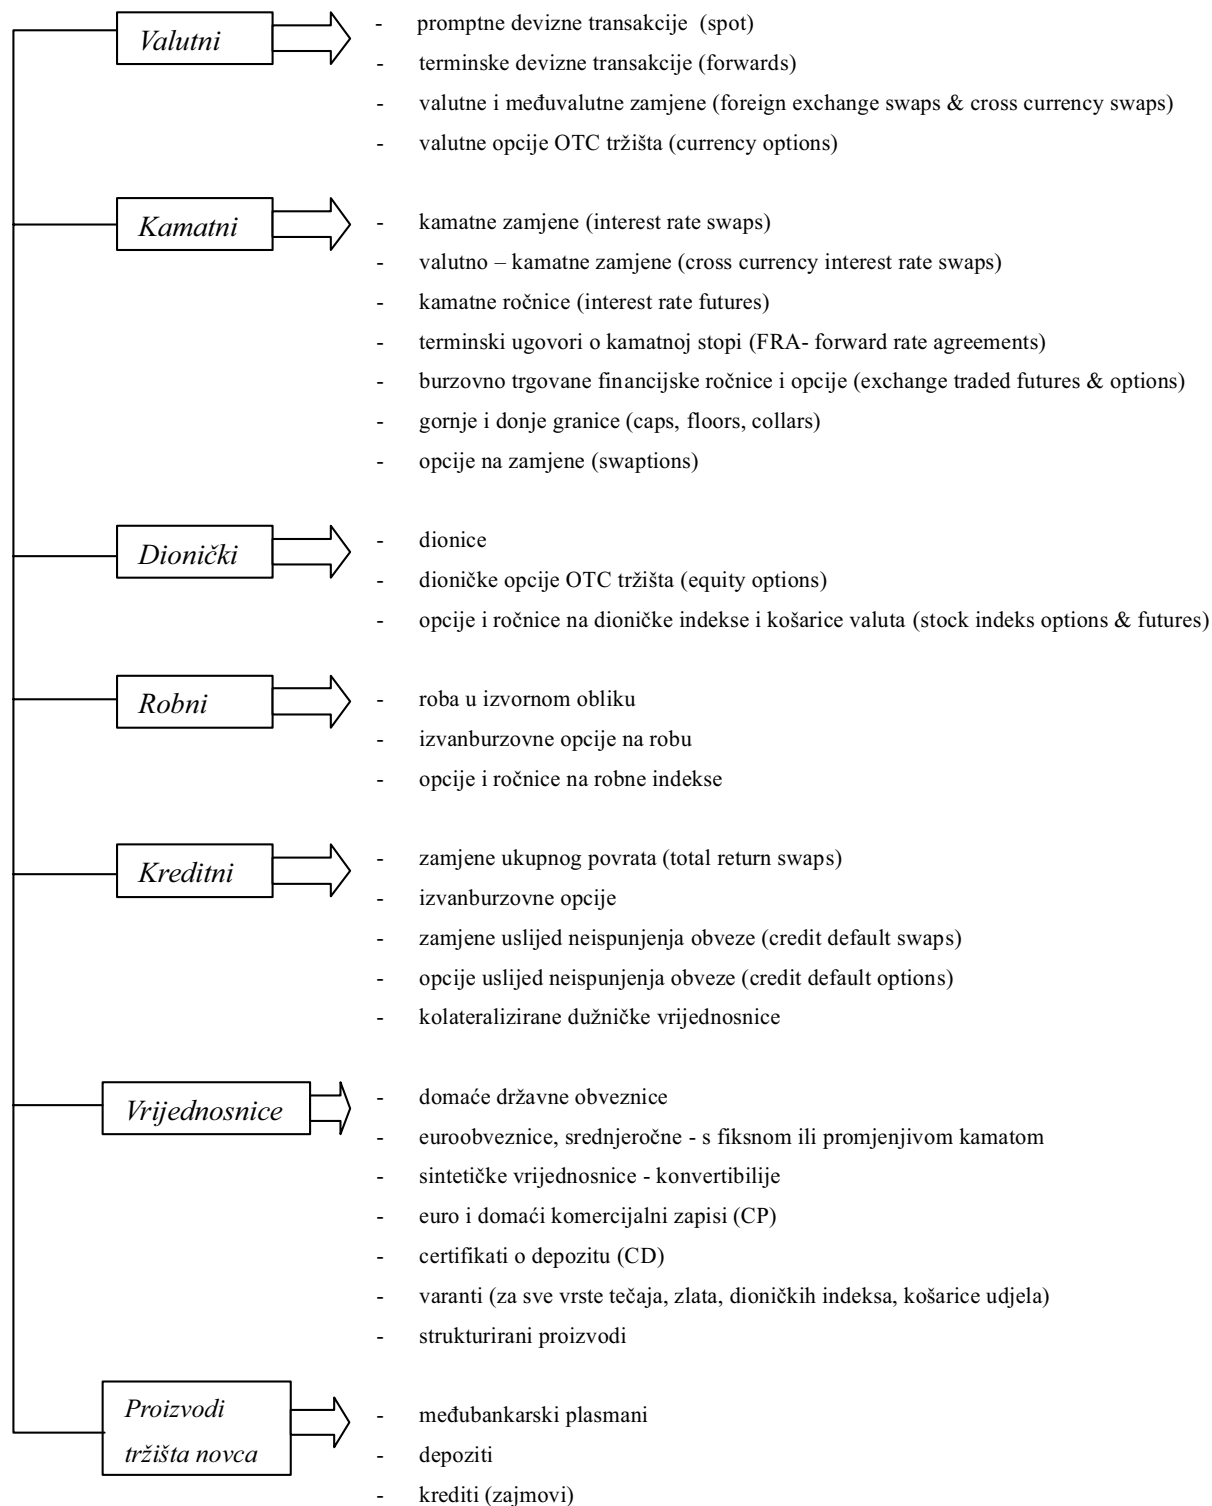 Valutni
- promptne devizne transakcije (spot)
- terminske devizne transakcije (forwards)
- valutne i međuvalutne zamjene (foreign exchange swaps & cross currency swaps)
- valutne opcije OTC tržišta (currency options)
Kamatni
- kamatne zamjene (interest rate swaps)
- valutno – kamatne zamjene (cross currency interest rate swaps)
- kamatne ročnice (interest rate futures)
- terminski ugovori o kamatnoj stopi (FRA- forward rate agreements)
- burzovno trgovane financijske ročnice i opcije (exchange traded futures & options)
- gornje i donje granice (caps, floors, collars)
- opcije na zamjene (swaptions)
Dionički
- dionice
- dioničke opcije OTC tržišta (equity options)
- opcije i ročnice na dioničke indekse i košarice valuta (stock indeks options & futures)
Robni
- roba u izvornom obliku
- izvanburzovne opcije na robu
- opcije i ročnice na robne indekse
Kreditni
- zamjene ukupnog povrata (total return swaps)
- izvanburzovne opcije
- zamjene uslijed neispunjenja obveze (credit default swaps)
- opcije uslijed neispunjenja obveze (credit default options)
- kolateralizirane dužničke vrijednosnice
Vrijednosnice
- domaće državne obveznice
- euroobveznice, srednjeročne - s fiksnom ili promjenjivom kamatom
- sintetičke vrijednosnice - konvertibilije
- euro i domaći komercijalni zapisi (CP)
- certifikati o depozitu (CD)
- varanti (za sve vrste tečaja, zlata, dioničkih indeksa, košarice udjela)
- strukturirani proizvodi
Proizvodi
tržišta novca
- međubankarski plasmani
- depoziti
- krediti (zajmovi)